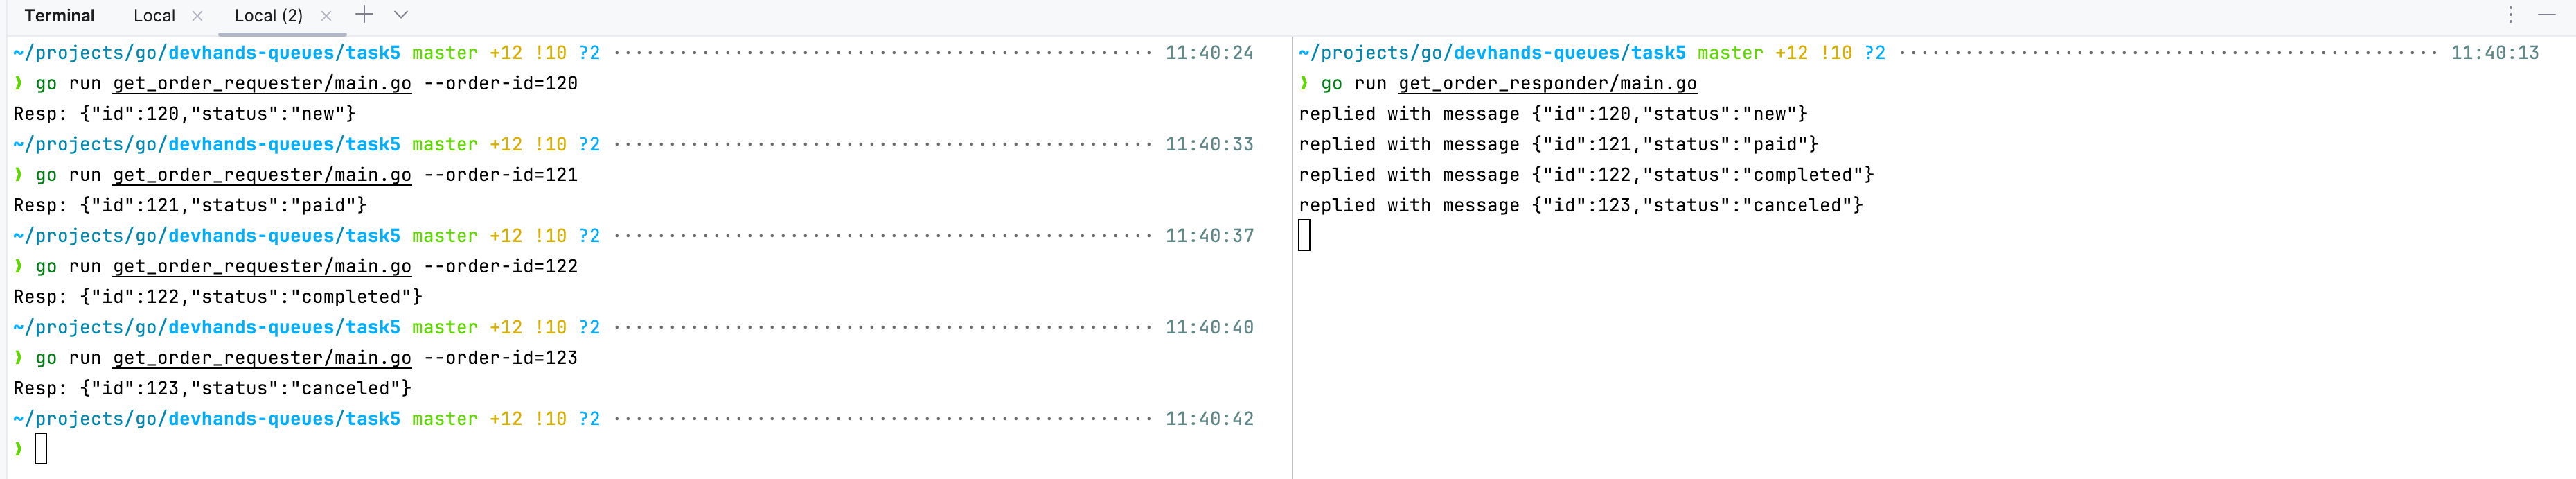 Terminal Local × Local (2) ×
~/projects/go/devhands-queues/task5 master +12 !10 ?2 11:40:24
❯ go run get_order_requester/main.go --order-id=120
Resp: {"id":120,"status":"new"}
~/projects/go/devhands-queues/task5 master +12 !10 ?2 11:40:33
❯ go run get_order_requester/main.go --order-id=121
Resp: {"id":121,"status":"paid"}
~/projects/go/devhands-queues/task5 master +12 !10 ?2 11:40:37
❯ go run get_order_requester/main.go --order-id=122
Resp: {"id":122,"status":"completed"}
~/projects/go/devhands-queues/task5 master +12 !10 ?2 11:40:40
❯ go run get_order_requester/main.go --order-id=123
Resp: {"id":123,"status":"canceled"}
~/projects/go/devhands-queues/task5 master +12 !10 ?2 11:40:42
❯
~/projects/go/devhands-queues/task5 master +12 !10 ?2 11:40:13
❯ go run get_order_responder/main.go
replied with message {"id":120,"status":"new"}
replied with message {"id":121,"status":"paid"}
replied with message {"id":122,"status":"completed"}
replied with message {"id":123,"status":"canceled"}